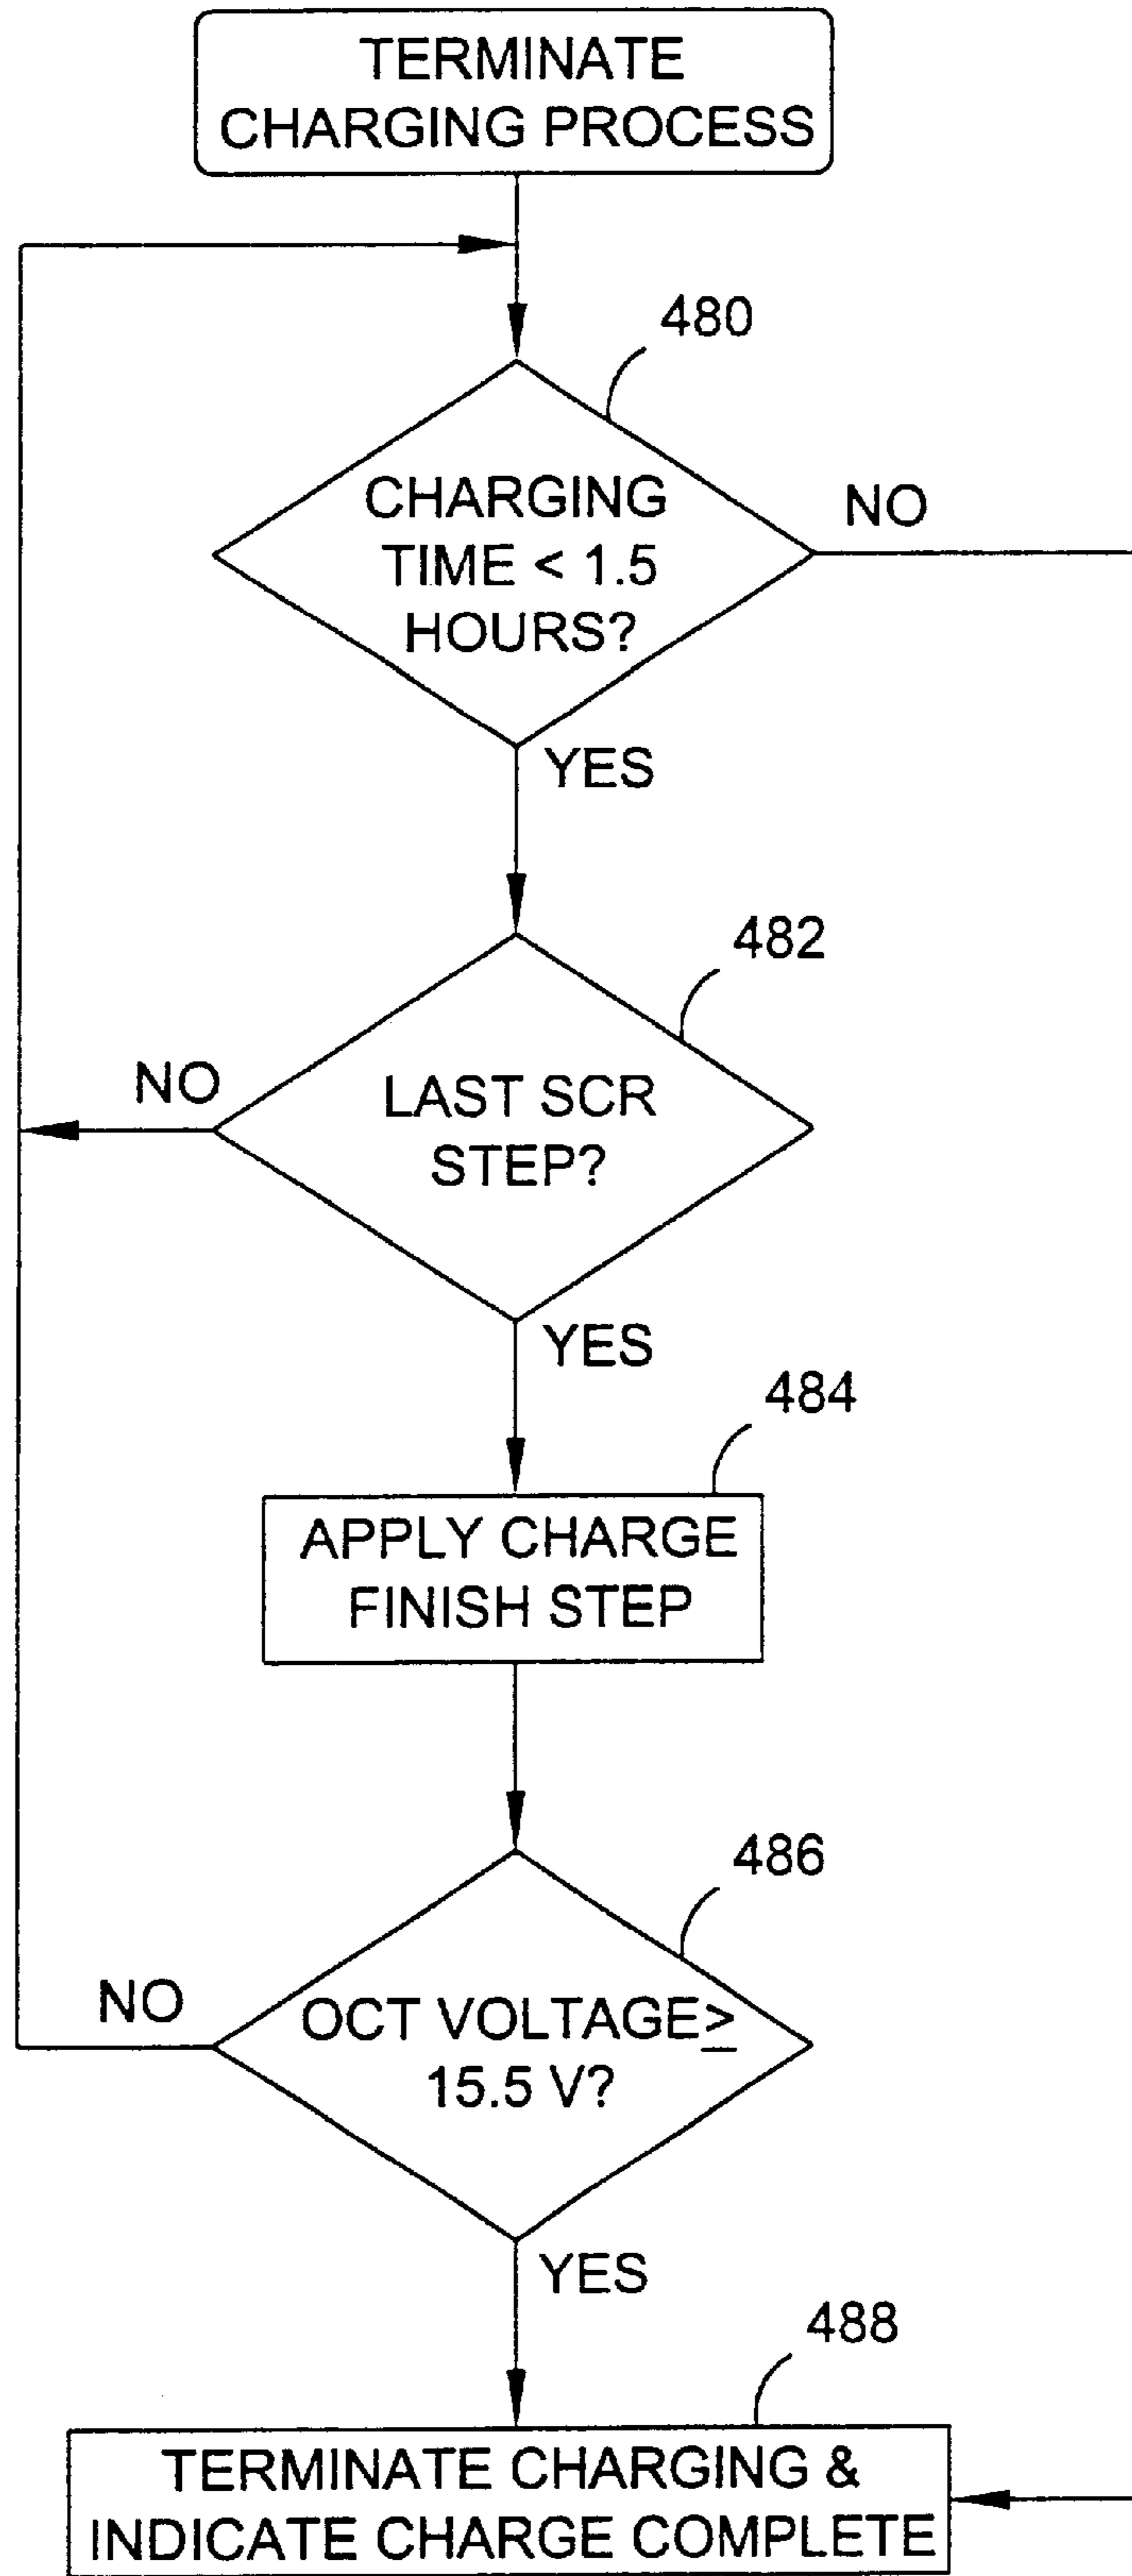 TERMINATE
CHARGING PROCESS
480
CHARGING
TIME < 1.5
HOURS?
NO
YES
482
NO
LAST SCR
STEP?
YES
484
APPLY CHARGE
FINISH STEP
486
NO
OCT VOLTAGE ≥
15.5 V?
YES
488
TERMINATE CHARGING &
INDICATE CHARGE COMPLETE